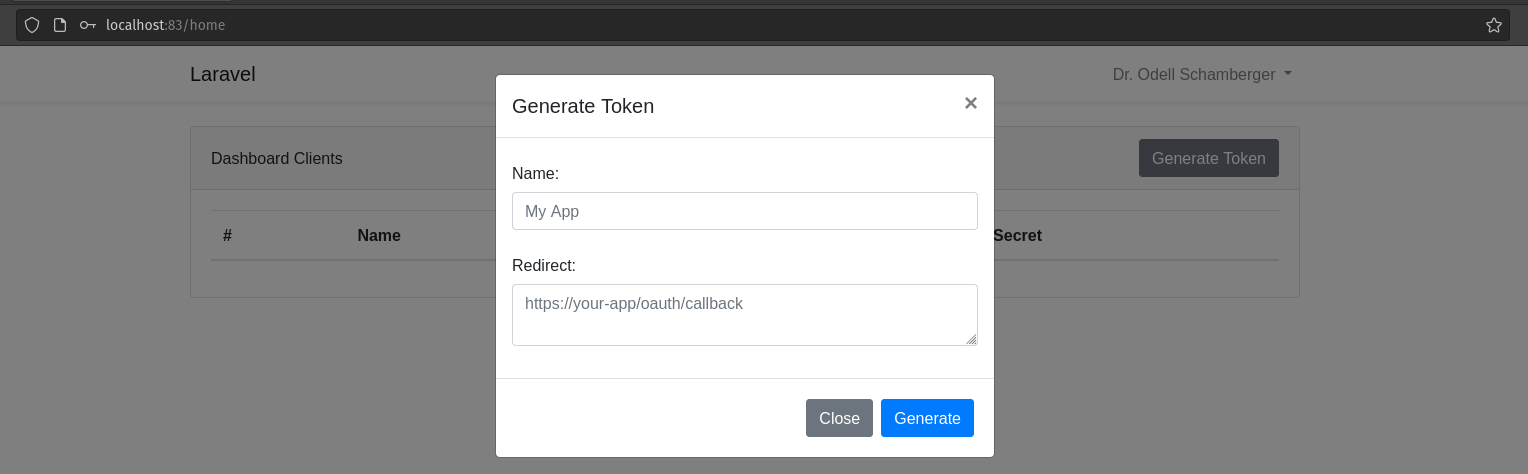 localhost:83/home
Laravel
Dr. Odell Schamberger
Generate Token
×
Dashboard Clients
Generate Token
Name:
My App
# Name Secret
Redirect:
https://your-app/oauth/callback
Close Generate